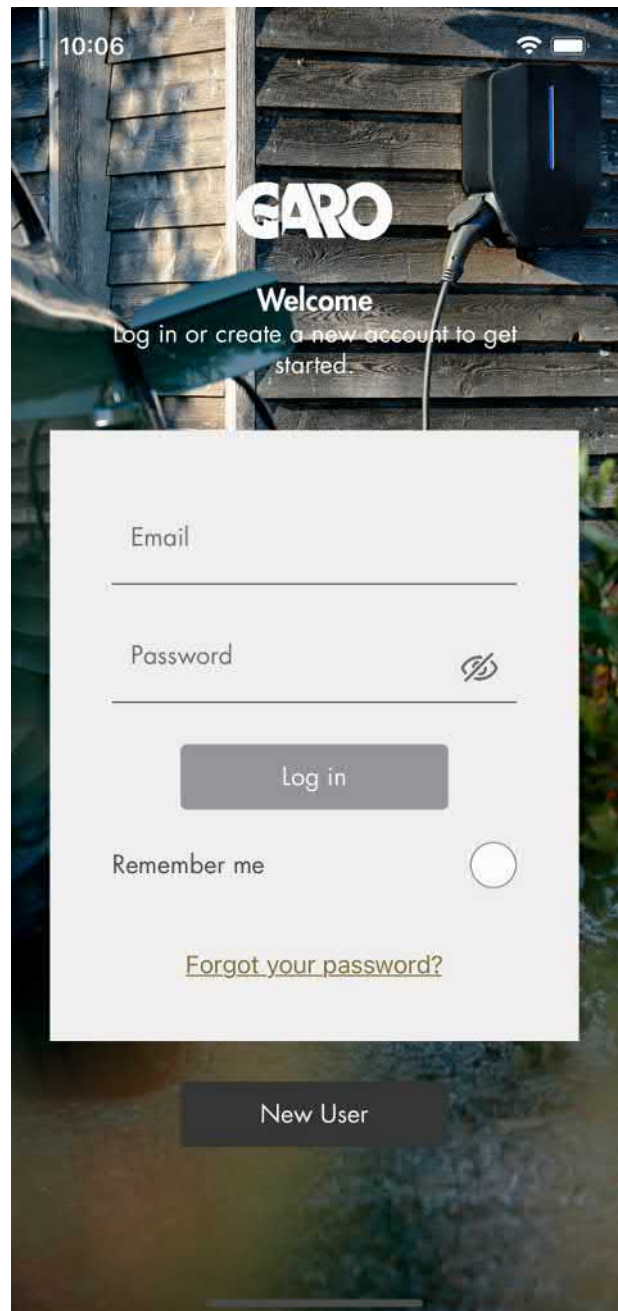 10:06
GARO
Welcome
Log in or create a new account to get
started.
Email
Password
Log in
Remember me
Forgot your password?
New User